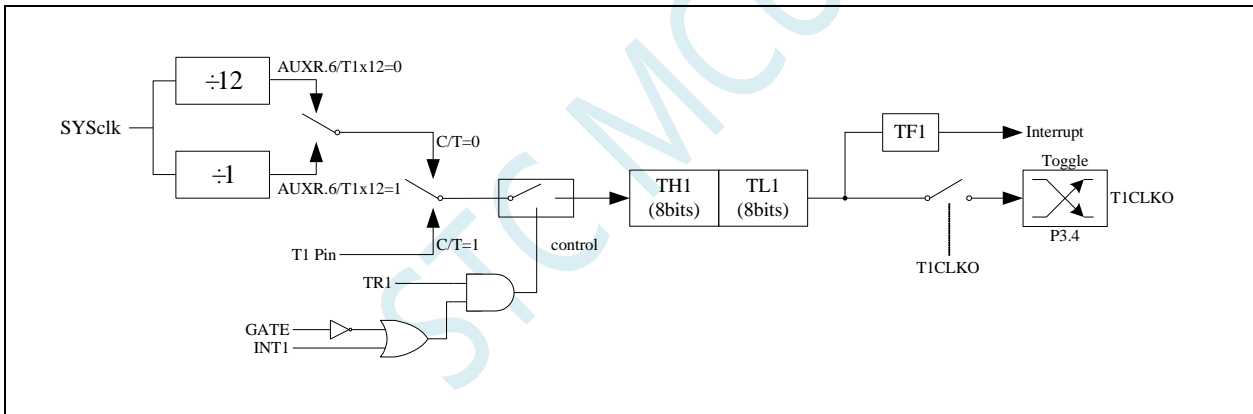 ÷12
AUXR.6/T1x12=0
SYSclk
÷1
AUXR.6/T1x12=1
C/T=0
C/T=1
T1 Pin
control
TR1
GATE
INT1
TH1
(8bits)
TL1
(8bits)
TF1
Interrupt
Toggle
T1CLKO
P3.4
T1CLKO
STC MCU